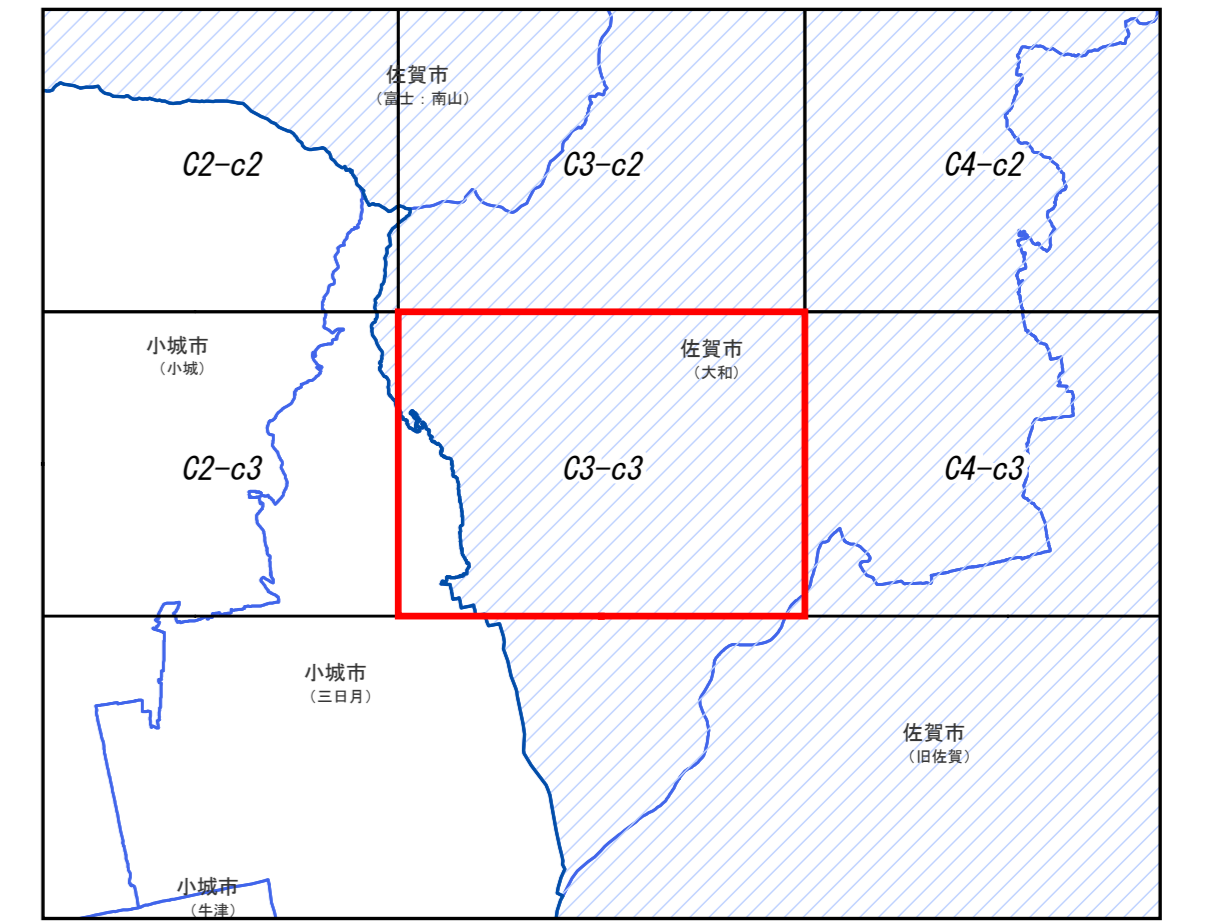 佐賀市
(富士:南山)
C2-c2
C3-c2
C4-c2
小城市
(小城)
佐賀市
(大和)
C2-c3
C3-c3
C4-c3
小城市
(三日月)
佐賀市
(旧佐賀)
小城市
(牛津)